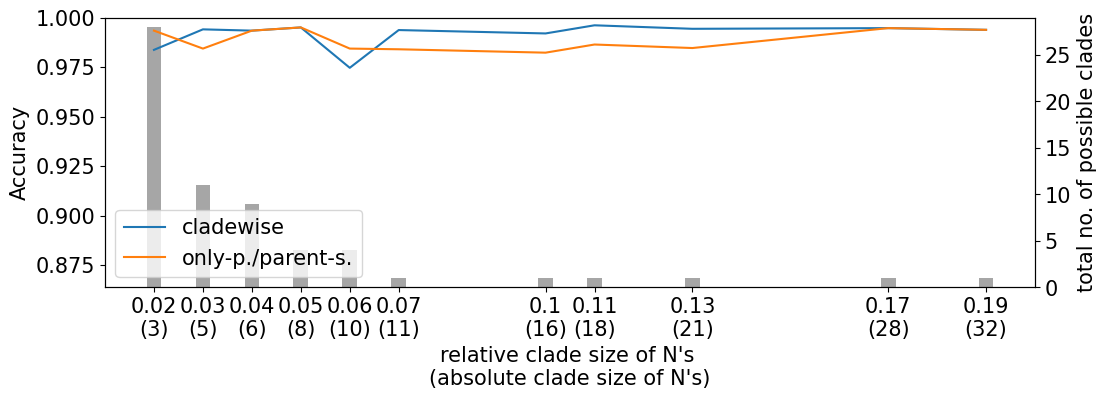 1.000
0.975
0.950
0.925
0.900
0.875
Accuracy
25
20
15
10
5
0
total no. of possible clades
cladewise
only-p./parent-s.
0.02 0.03 0.04 0.05 0.06 0.07 0.1 0.11 0.13 0.17 0.19
(3) (5) (6) (8) (10) (11) (16) (18) (21) (28) (32)
relative clade size of N's
(absolute clade size of N's)